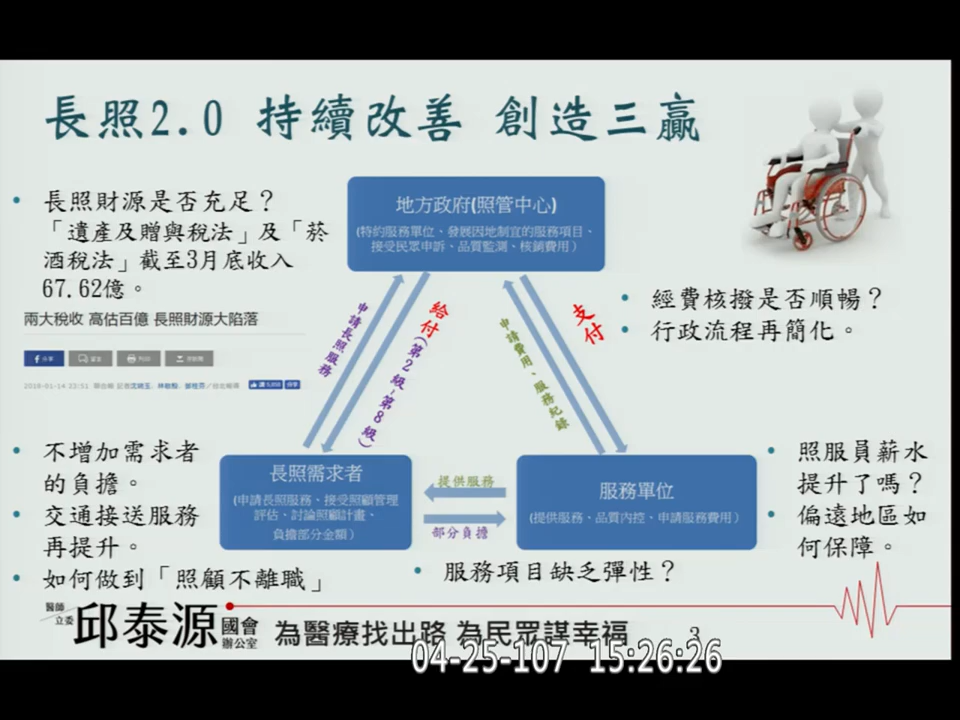 長照2.0 持續改善 創造三贏
• 長照財源是否充足？
「遺產及贈與稅法」及「菸
酒稅法」截至3月底收入
67.62億。
兩大稅收 高估百億 長照財源大陷落
分享
列印
分享
地方政府(照管中心)
(特約服務單位、發展因地制宜的服務項目、
接受民眾申訴、品質監測、核銷費用)
• 經費核撥是否順暢？
• 行政流程再簡化。
申請長照服務
給付(第2級-第8級)
申請費用、服務紀錄
支付
• 不增加需求者
的負擔。
• 交通接送服務
再提升。
• 如何做到「照顧不離職」
長照需求者
(申請長照服務、接受照顧管理
評估、討論照顧計畫、
負擔部分金額)
提供服務
部分負擔
服務單位
(提供服務、品質內控、申請服務費用)
• 照服員薪水
提升了嗎？
• 偏遠地區如
何保障。
• 服務項目缺乏彈性？
醫師
立委
邱泰源
國會
辦公室
為醫療找出路 為民眾謀幸福
3
04-25-107 15:26:26